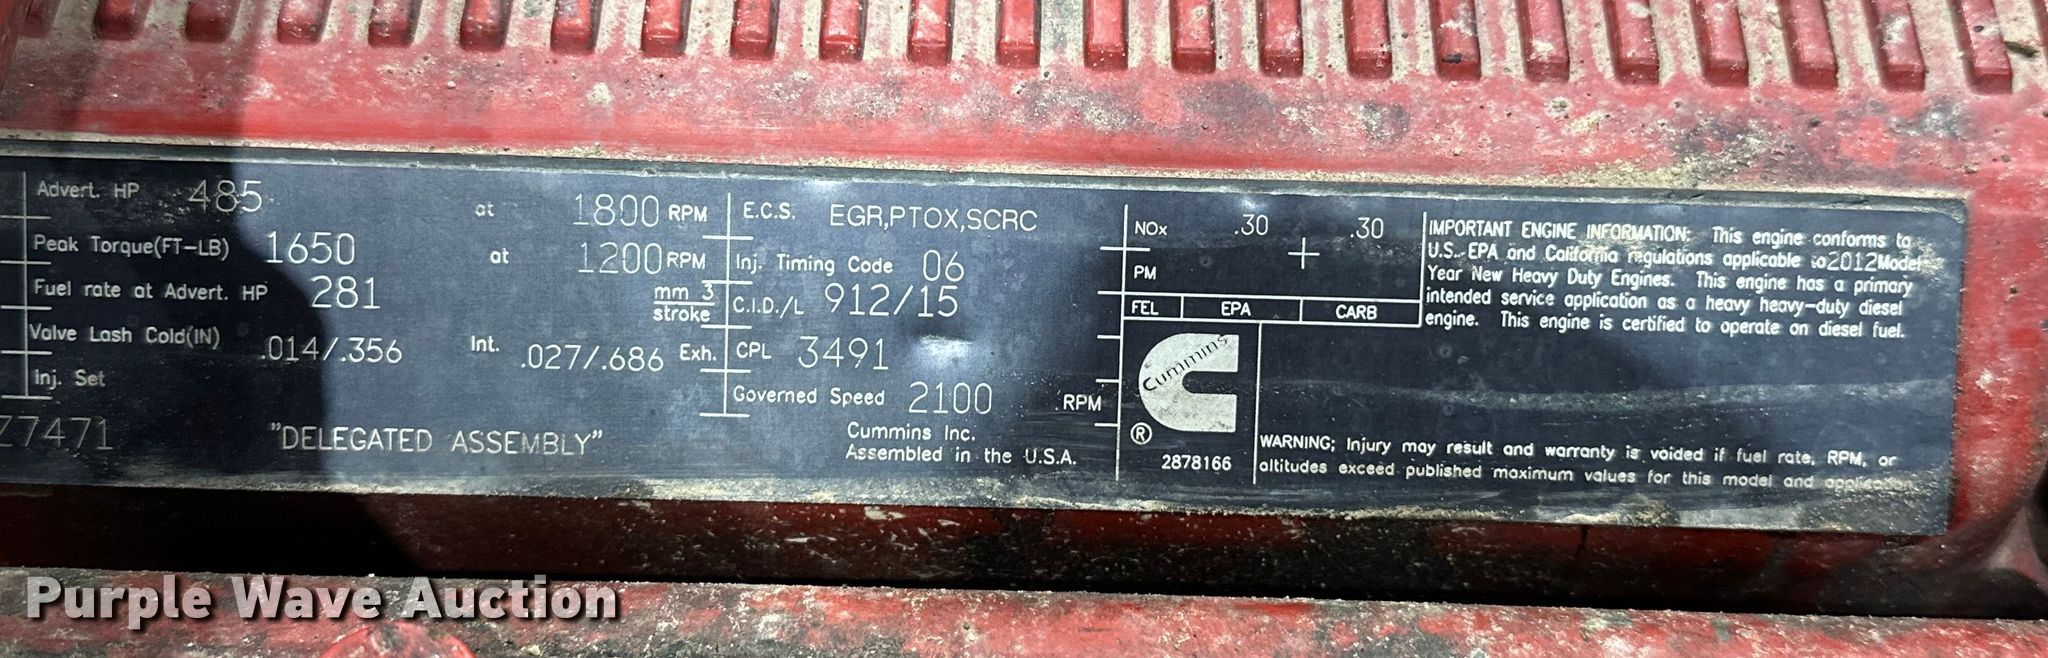 Advert. HP 485 at 1800 RPM
Peak Torque(FT-LB) 1650 at 1200 RPM
Fuel rate at Advert. HP 281 mm 3 stroke
Valve Lash Cold(IN) .014/.356 Int. .027/.686 Exh.
Inj. Set
Z7471
"DELEGATED ASSEMBLY"
E.C.S. EGR,PTOX,SCRC
Inj. Timing Code 06
C.I.D./L 912/15
CPL 3491
Governed Speed 2100 RPM
Cummins Inc.
Assembled in the U.S.A.
NOx .30 .30
PM
FEL EPA CARB
Cummins
®
2878166
IMPORTANT ENGINE INFORMATION: This engine conforms to
U.S. EPA and California regulations applicable to 2012 Model
Year New Heavy Duty Engines. This engine has a primary
intended service application as a heavy heavy-duty diesel
engine. This engine is certified to operate on diesel fuel.
WARNING; Injury may result and warranty is voided if fuel rate, RPM, or
altitudes exceed published maximum values for this model and application
Purple Wave Auction